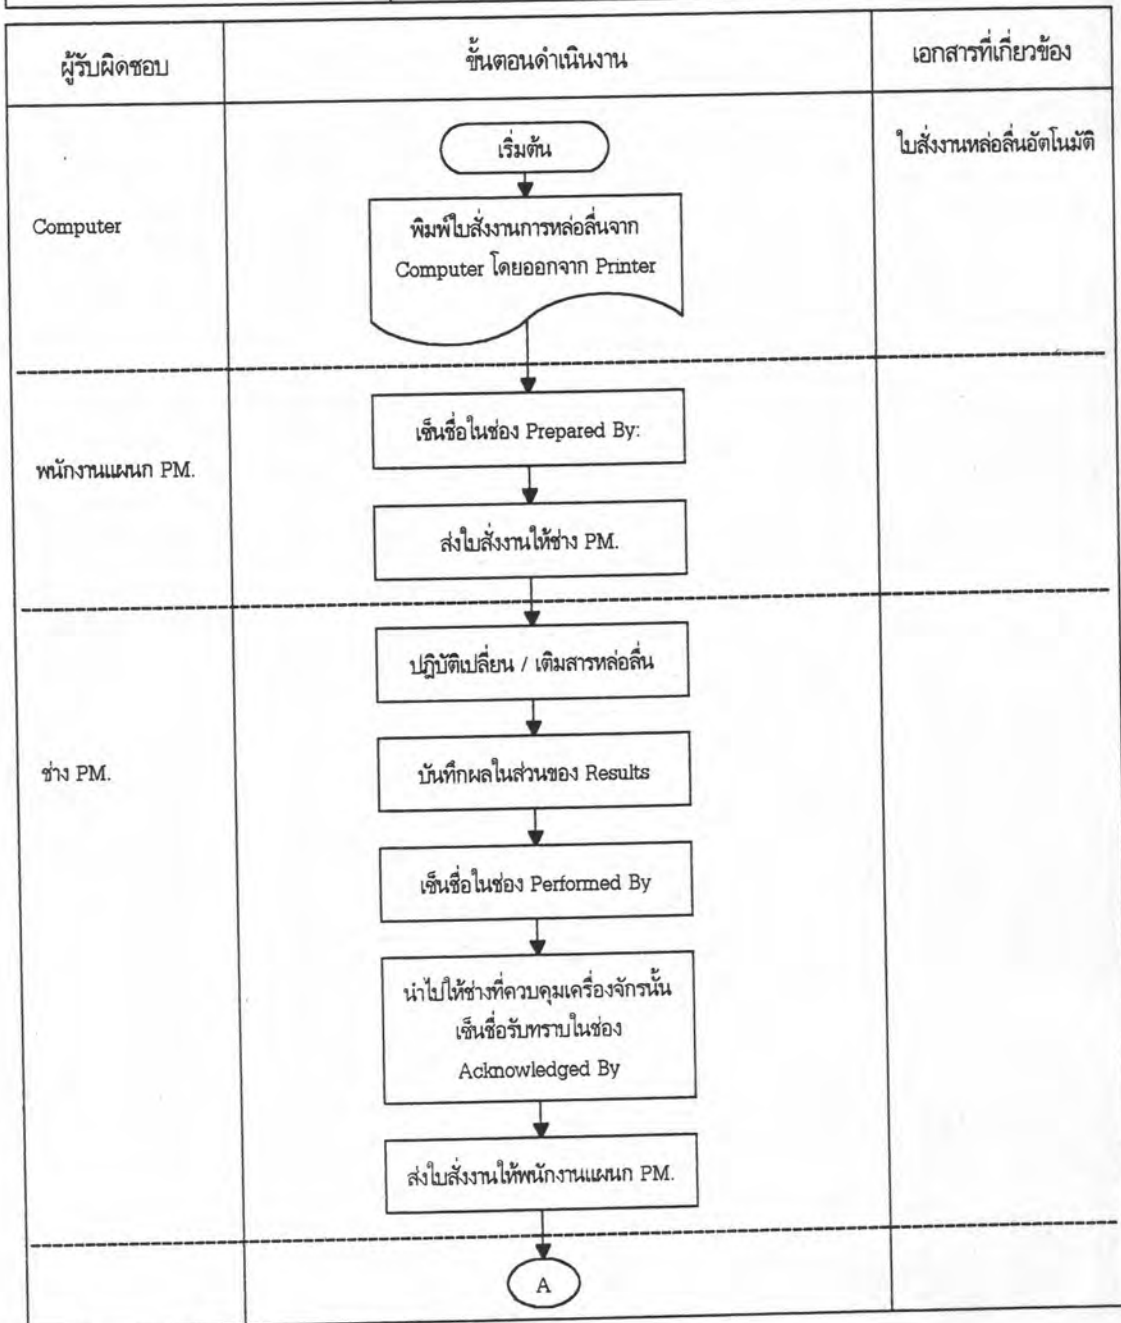 ผู้รับผิดชอบ
ขั้นตอนดำเนินงาน
เอกสารที่เกี่ยวข้อง
เริ่มต้น
ใบสั่งงานหล่อลื่นอัตโนมัติ
Computer
พิมพ์ใบสั่งงานการหล่อลื่นจาก
Computer โดยออกจาก Printer
เซ็นชื่อในช่อง Prepared By:
พนักงานแผนก PM.
ส่งใบสั่งงานให้ช่าง PM.
ปฎิบัติเปลี่ยน / เติมสารหล่อลื่น
ช่าง PM.
บันทึกผลในส่วนของ Results
เซ็นชื่อในช่อง Performed By
นำไปให้ช่างที่ควบคุมเครื่องจักรนั้น
เซ็นชื่อรับทราบในช่อง
Acknowledged By
ส่งใบสั่งงานให้พนักงานแผนก PM.
A